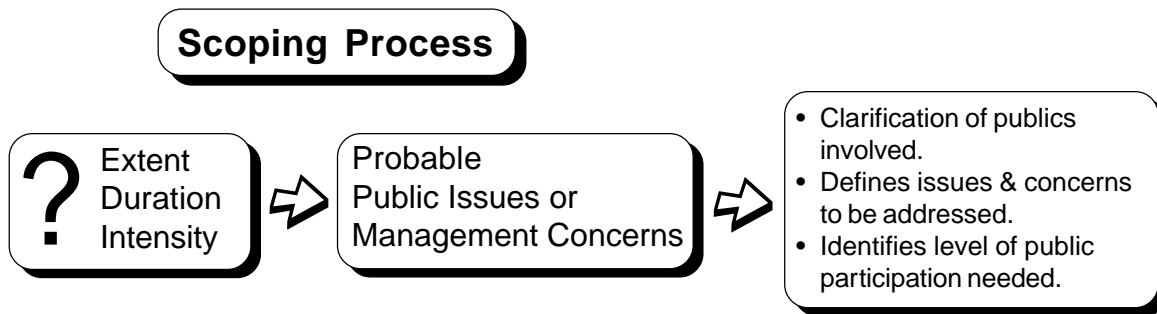 Scoping Process
? Extent
Duration
Intensity
Probable
Public Issues or
Management Concerns
• Clarification of publics
involved.
• Defines issues & concerns
to be addressed.
• Identifies level of public
participation needed.